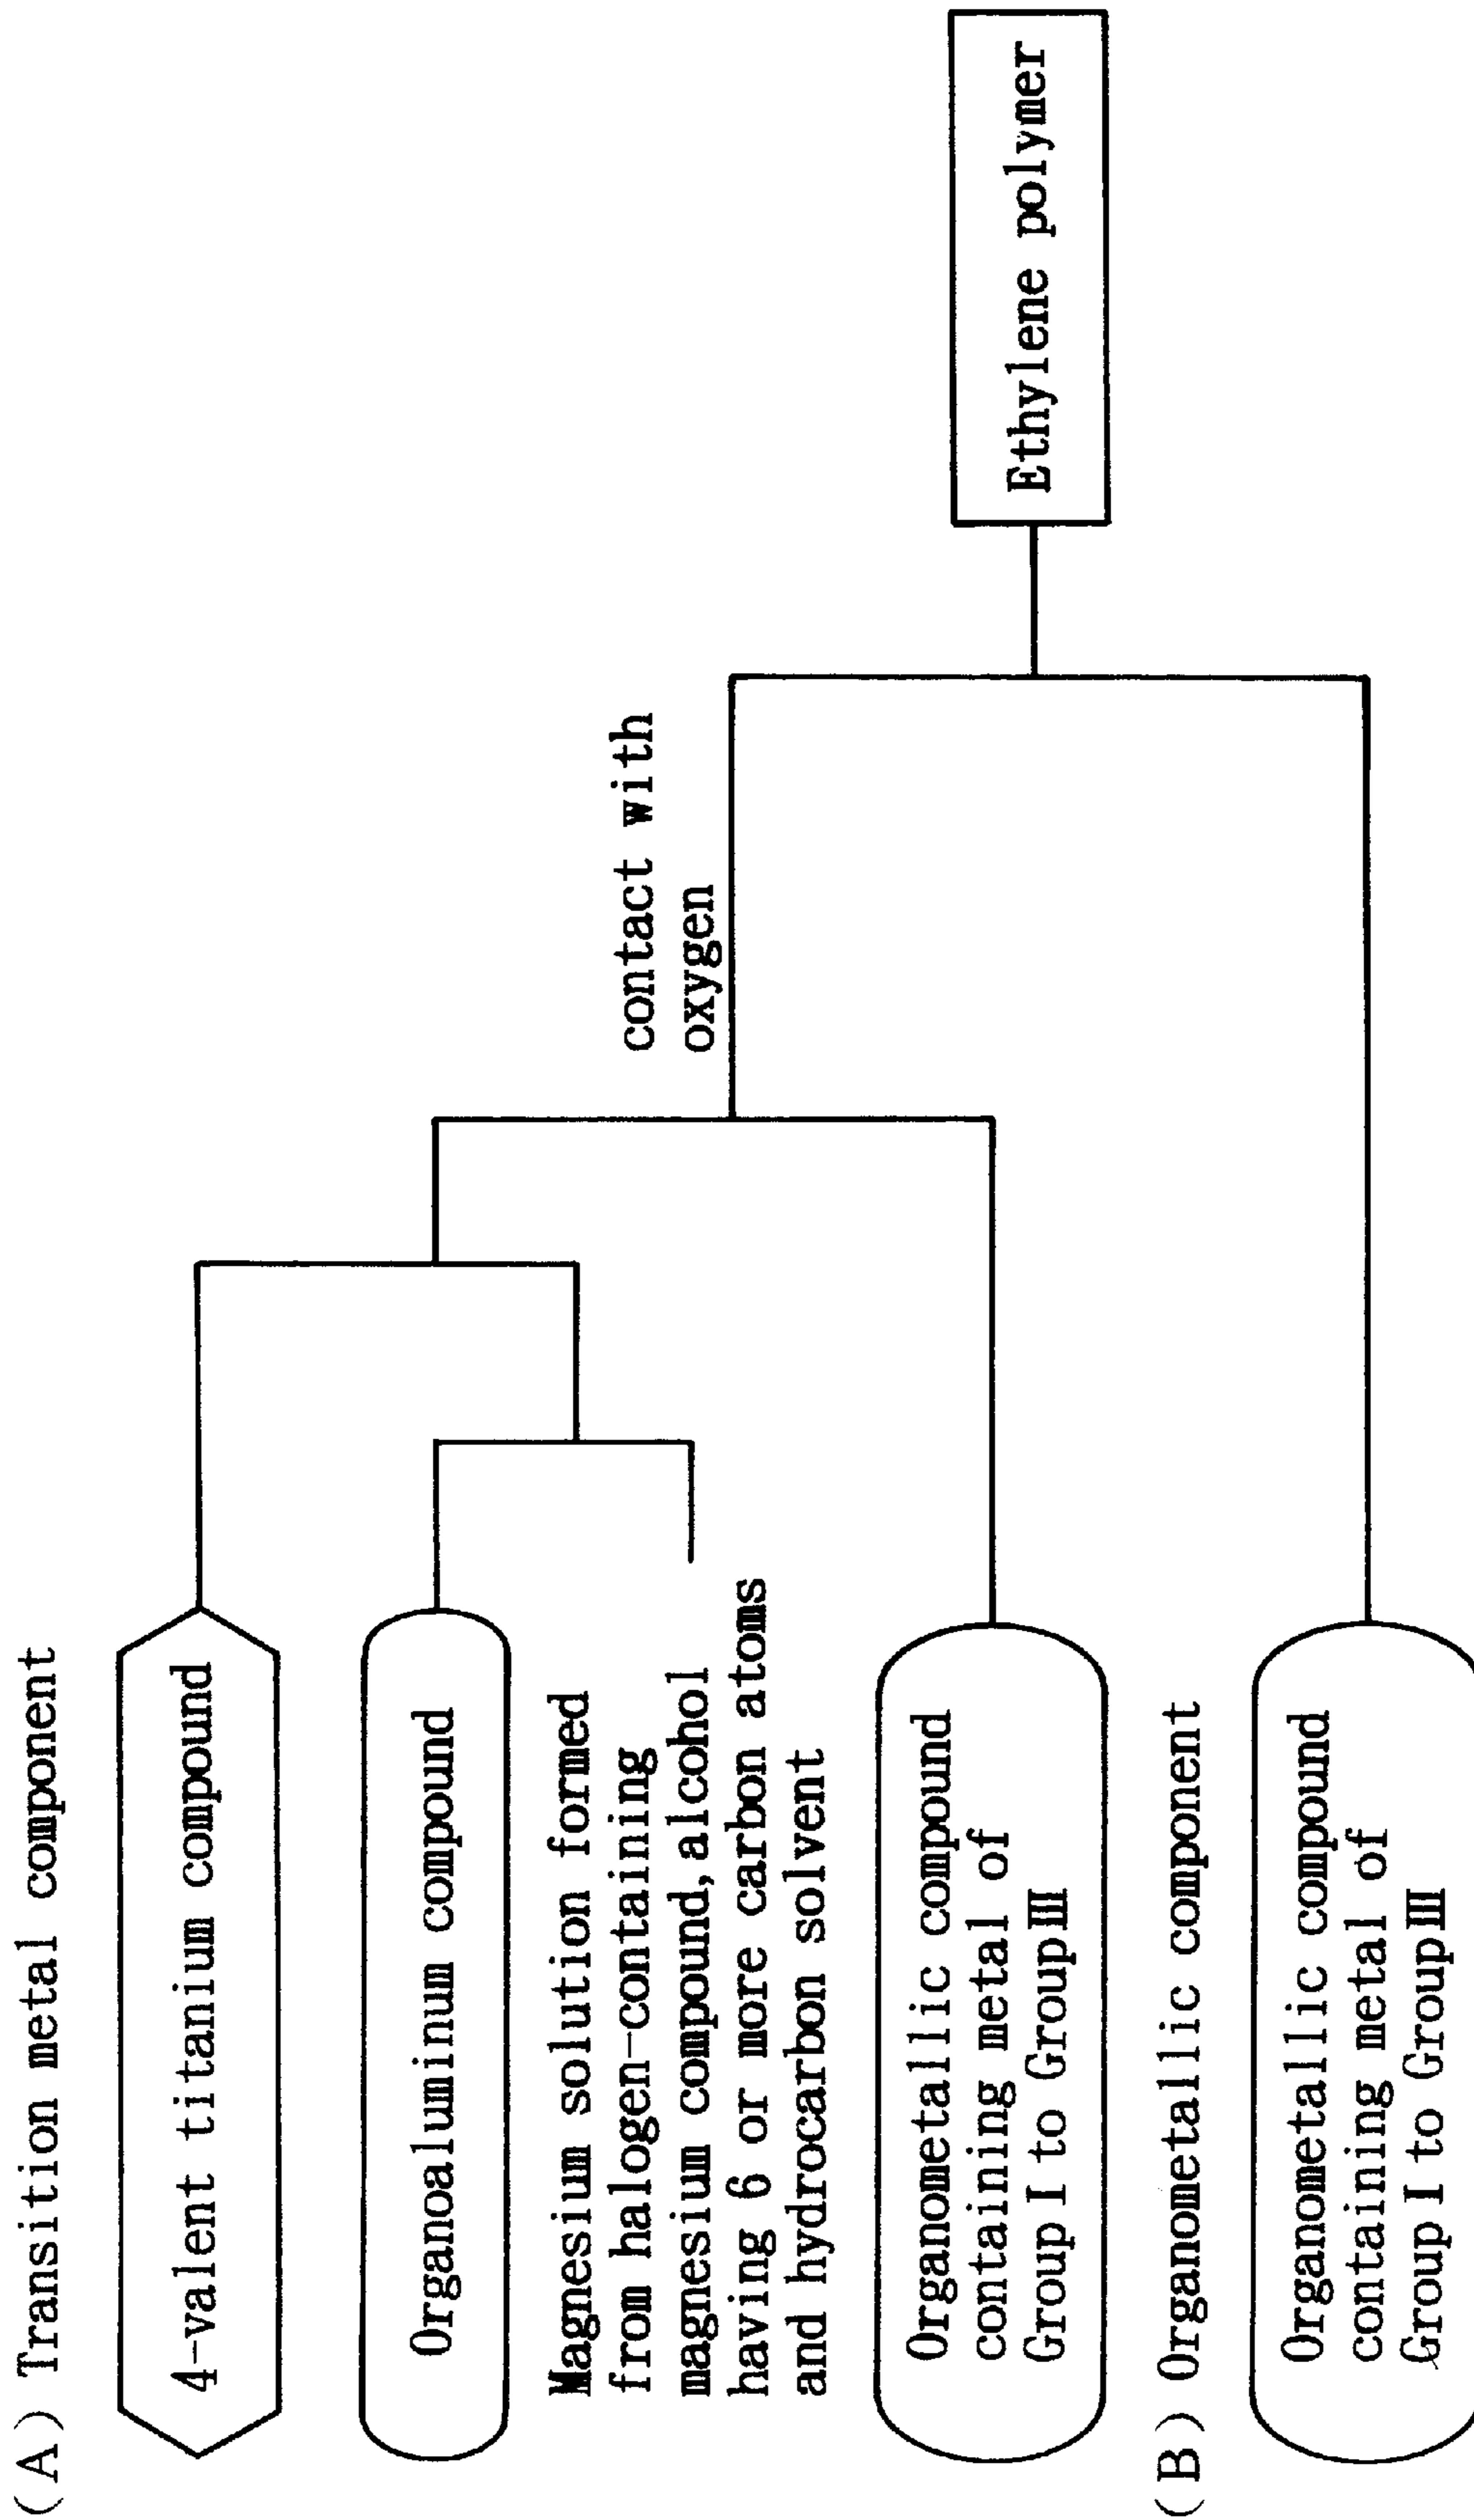 (A) Transition metal component
4-valent titanium compound
Organoaluminum compound
Magnesium solution formed
from halogen-containing
magnesium compound, alcohol
having 6 or more carbon atoms
and hydrocarbon solvent
Organometallic compound
containing metal of
Group I to Group III
contact with
oxygen
(B) Organometallic component
Organometallic compound
containing metal of
Group I to Group III
Ethylene polymer